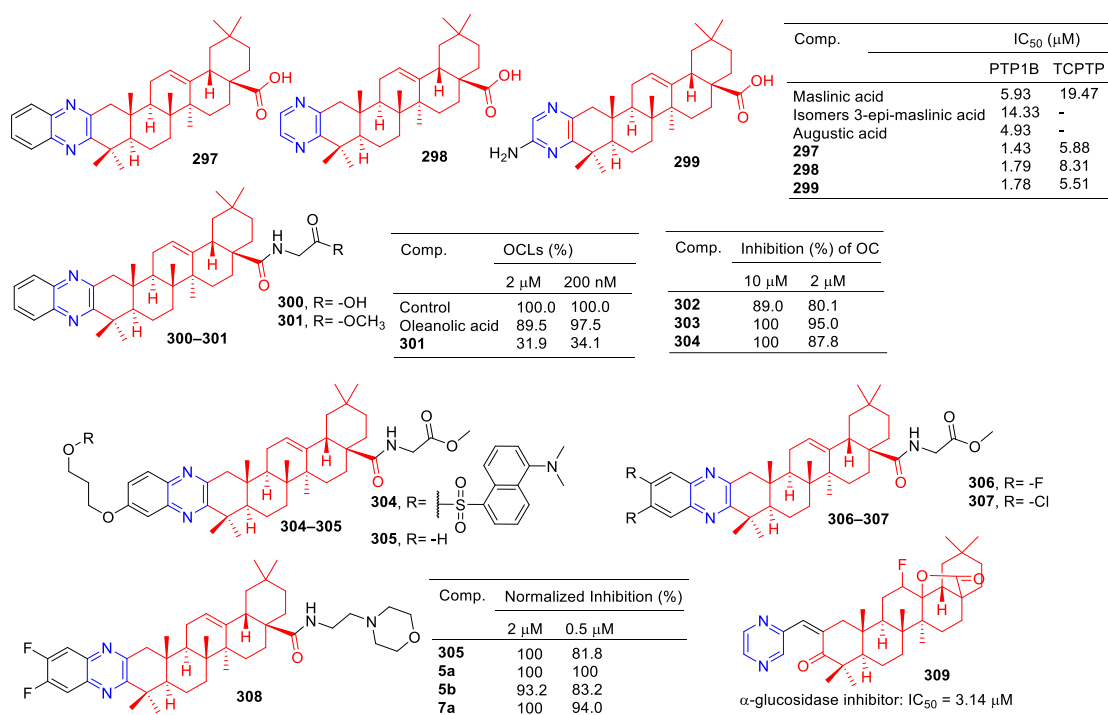 N
N
H
H
O
OH
297
N
N
H
H
O
OH
298
N
N
H2N
H
H
O
OH
299
Comp. IC50 (μM)
PTP1B TCPTP
Maslinic acid 5.93 19.47
Isomers 3-epi-maslinic acid 14.33 -
Augustic acid 4.93 -
297 1.43 5.88
298 1.79 8.31
299 1.78 5.51
N
N
H
H
O
H
N
O
R
300, R= -OH
301, R= -OCH3
300–301
Comp. OCLs (%)
2 μM 200 nM
Control 100.0 100.0
Oleanolic acid 89.5 97.5
301 31.9 34.1
Comp. Inhibition (%) of OC
10 μM 2 μM
302 89.0 80.1
303 100 95.0
304 100 87.8
R
O
O
N
N
H
H
O
H
N
O
O
304, R=
O
S
O
N
305, R= -H
304–305
R
R
N
N
H
H
O
H
N
O
O
306, R= -F
307, R= -Cl
306–307
F
F
N
N
H
H
O
H
N
N
O
308
Comp. Normalized Inhibition (%)
2 μM 0.5 μM
305 100 81.8
5a 100 100
5b 93.2 83.2
7a 100 94.0
N
N
O
F
O
O
H
H
309
α-glucosidase inhibitor: IC50 = 3.14 μM